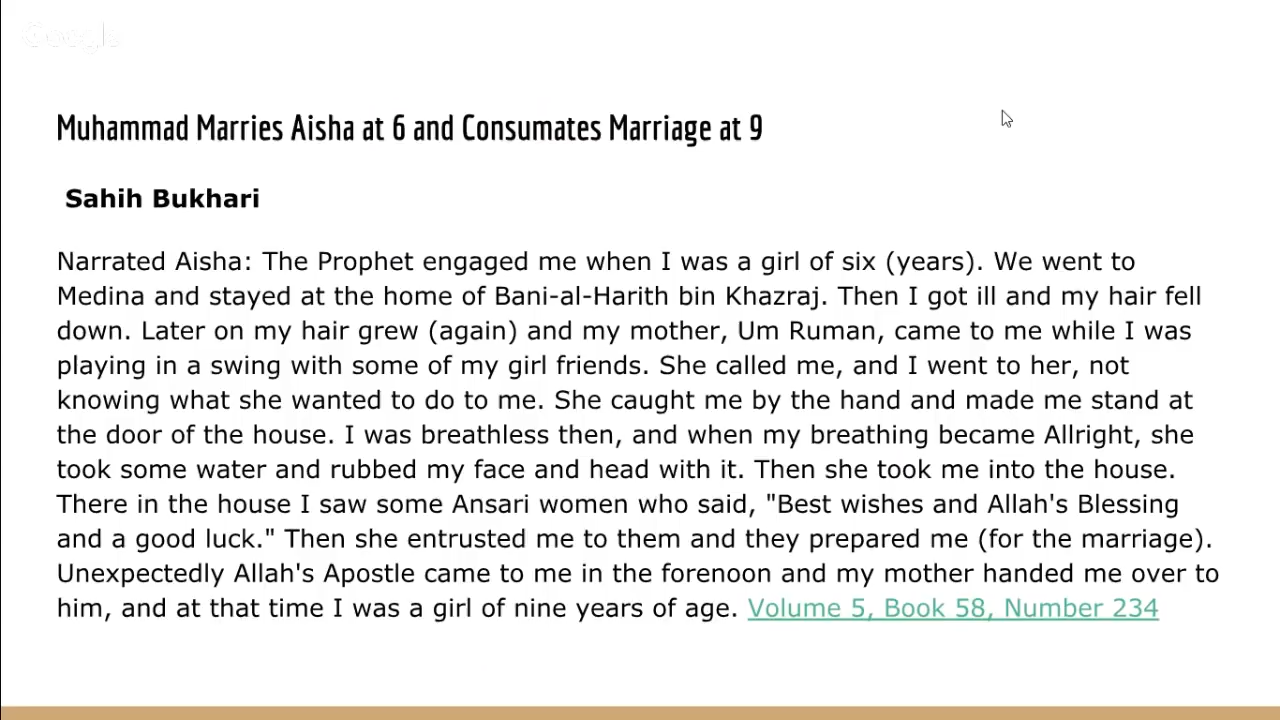 Google
Muhammad Marries Aisha at 6 and Consumates Marriage at 9
Sahih Bukhari
Narrated Aisha: The Prophet engaged me when I was a girl of six (years). We went to
Medina and stayed at the home of Bani-al-Harith bin Khazraj. Then I got ill and my hair fell
down. Later on my hair grew (again) and my mother, Um Ruman, came to me while I was
playing in a swing with some of my girl friends. She called me, and I went to her, not
knowing what she wanted to do to me. She caught me by the hand and made me stand at
the door of the house. I was breathless then, and when my breathing became Allright, she
took some water and rubbed my face and head with it. Then she took me into the house.
There in the house I saw some Ansari women who said, "Best wishes and Allah's Blessing
and a good luck." Then she entrusted me to them and they prepared me (for the marriage).
Unexpectedly Allah's Apostle came to me in the forenoon and my mother handed me over to
him, and at that time I was a girl of nine years of age. Volume 5, Book 58, Number 234